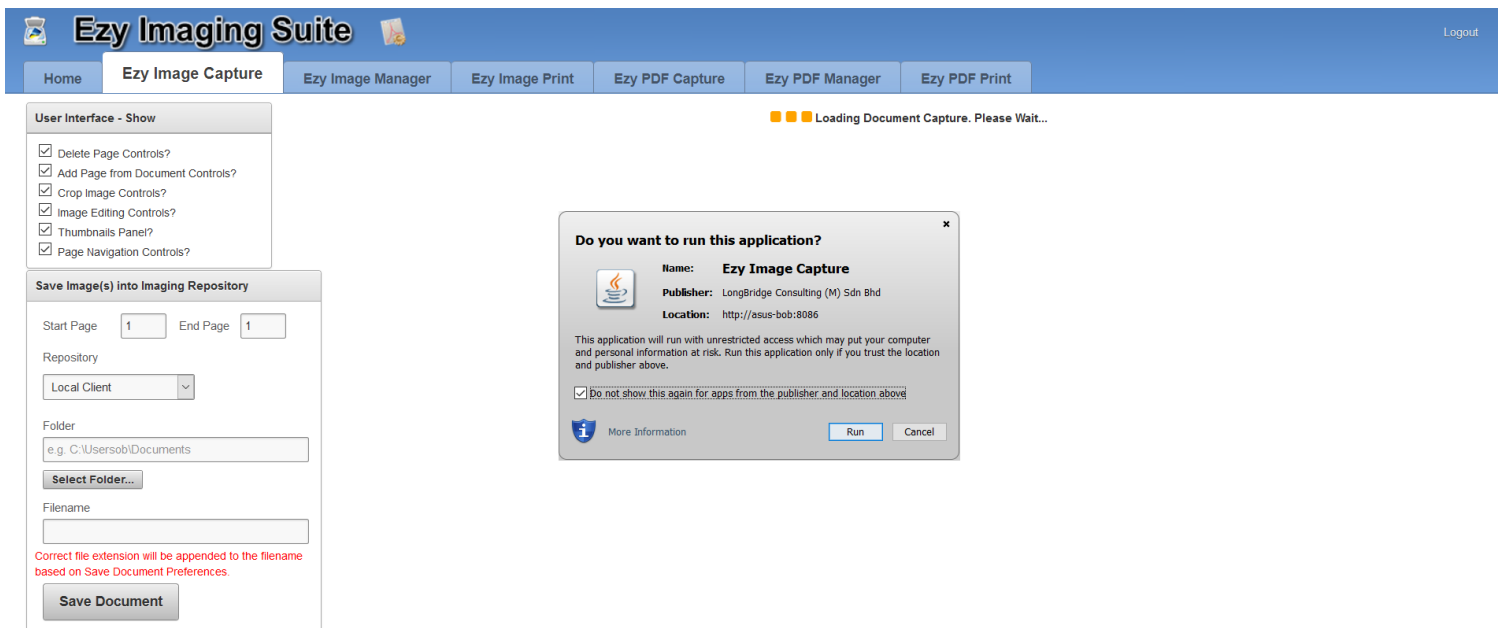 Ezy Imaging Suite
Logout
Home
Ezy Image Capture
Ezy Image Manager
Ezy Image Print
Ezy PDF Capture
Ezy PDF Manager
Ezy PDF Print
User Interface - Show
Delete Page Controls?
Add Page from Document Controls?
Crop Image Controls?
Image Editing Controls?
Thumbnails Panel?
Page Navigation Controls?
Save Image(s) into Imaging Repository
Start Page 1 End Page 1
Repository
Local Client
Folder
e.g. C:\Usersob\Documents
Select Folder...
Filename
Correct file extension will be appended to the filename
based on Save Document Preferences.
Save Document
Loading Document Capture. Please Wait...
Do you want to run this application?
Name: Ezy Image Capture
Publisher: LongBridge Consulting (M) Sdn Bhd
Location: http://asus-bob:8086
This application will run with unrestricted access which may put your computer
and personal information at risk. Run this application only if you trust the location
and publisher above.
Do not show this again for apps from the publisher and location above
More Information
Run
Cancel